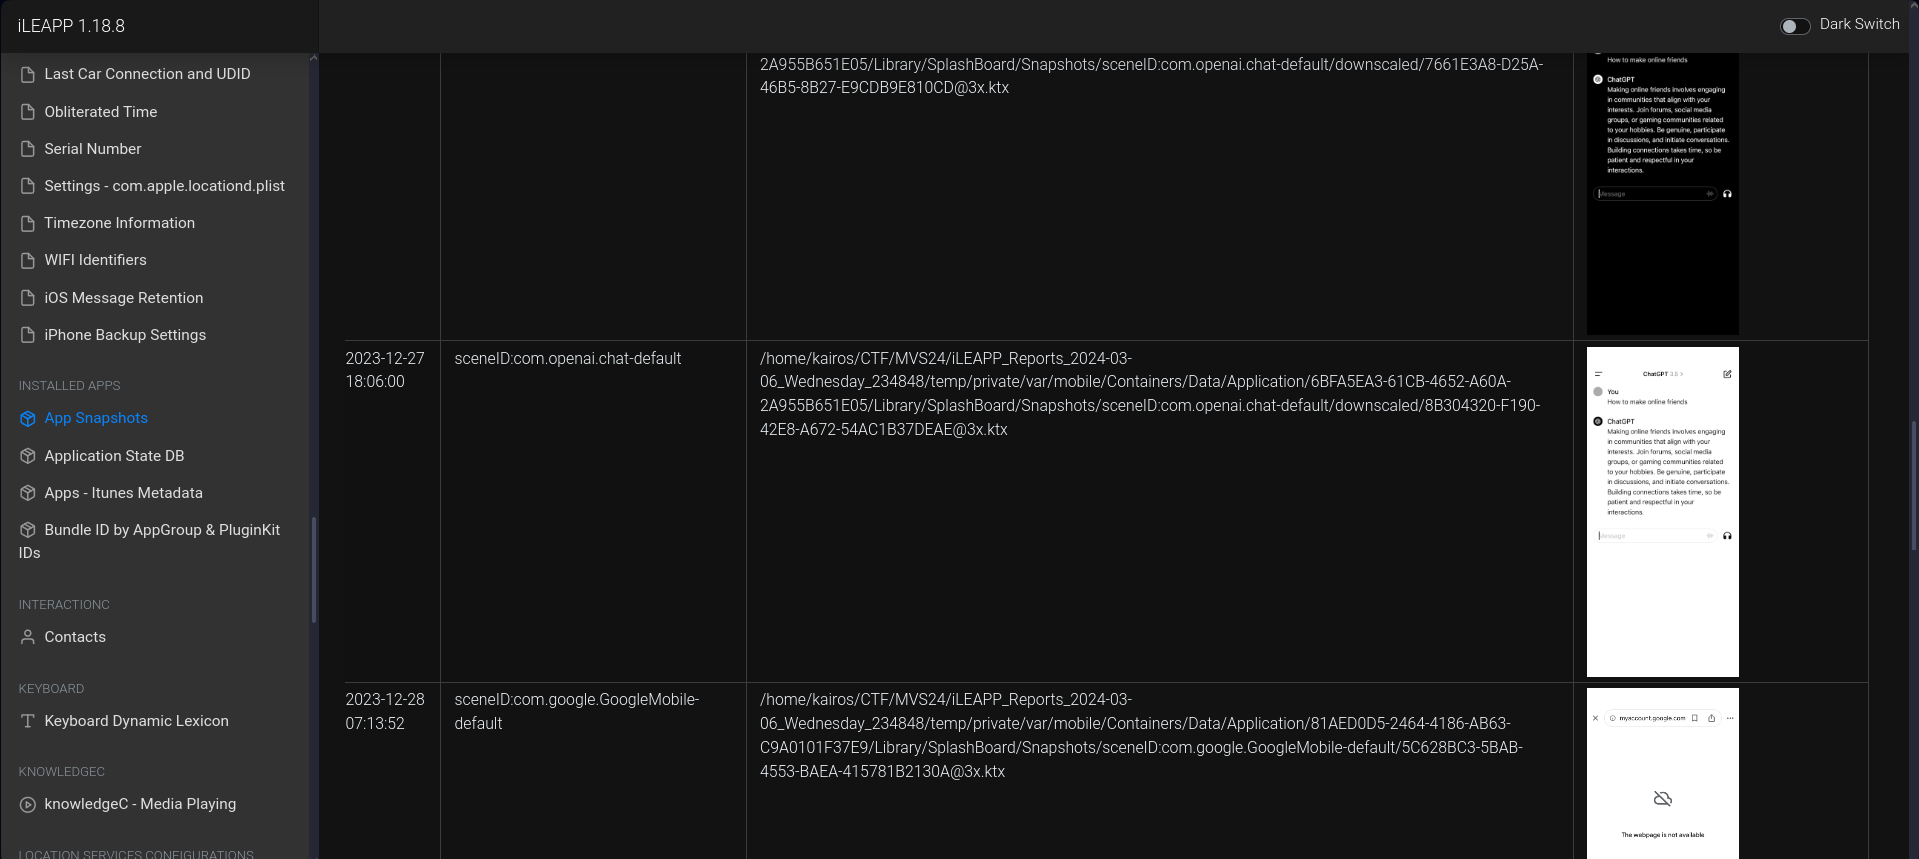 iLEAPP 1.18.8
Dark Switch
Last Car Connection and UDID
Obliterated Time
Serial Number
Settings - com.apple.locationd.plist
Timezone Information
WIFI Identifiers
iOS Message Retention
iPhone Backup Settings
INSTALLED APPS
App Snapshots
Application State DB
Apps - Itunes Metadata
Bundle ID by AppGroup & PluginKit
IDs
INTERACTIONC
Contacts
KEYBOARD
Keyboard Dynamic Lexicon
KNOWLEDGEC
knowledgeC - Media Playing
LOCATION SERVICES CONFIGURATIONS
2A955B651E05/Library/SplashBoard/Snapshots/sceneID:com.openai.chat-default/downscaled/7661E3A8-D25A-
46B5-8B27-E9CDB9E810CD@3x.ktx
How to make online friends
ChatGPT
Making online friends involves engaging
in communities that align with your
interests. Join forums, social media
groups, or gaming communities related
to your hobbies. Be genuine, participate
in discussions, and initiate conversations.
Building connections takes time, so be
patient and respectful in your
interactions.
Message
2023-12-27
18:06:00
sceneID:com.openai.chat-default
/home/kairos/CTF/MVS24/iLEAPP_Reports_2024-03-
06_Wednesday_234848/temp/private/var/mobile/Containers/Data/Application/6BFA5EA3-61CB-4652-A60A-
2A955B651E05/Library/SplashBoard/Snapshots/sceneID:com.openai.chat-default/downscaled/8B304320-F190-
42E8-A672-54AC1B37DEAE@3x.ktx
ChatGPT 3.5 >
You
How to make online friends
ChatGPT
Making online friends involves engaging
in communities that align with your
interests. Join forums, social media
groups, or gaming communities related
to your hobbies. Be genuine, participate
in discussions, and initiate conversations.
Building connections takes time, so be
patient and respectful in your
interactions.
Message
2023-12-28
07:13:52
sceneID:com.google.GoogleMobile-
default
/home/kairos/CTF/MVS24/iLEAPP_Reports_2024-03-
06_Wednesday_234848/temp/private/var/mobile/Containers/Data/Application/81AED0D5-2464-4186-AB63-
C9A0101F37E9/Library/SplashBoard/Snapshots/sceneID:com.google.GoogleMobile-default/5C628BC3-5BAB-
4553-BAEA-415781B2130A@3x.ktx
myaccount.google.com
The webpage is not available